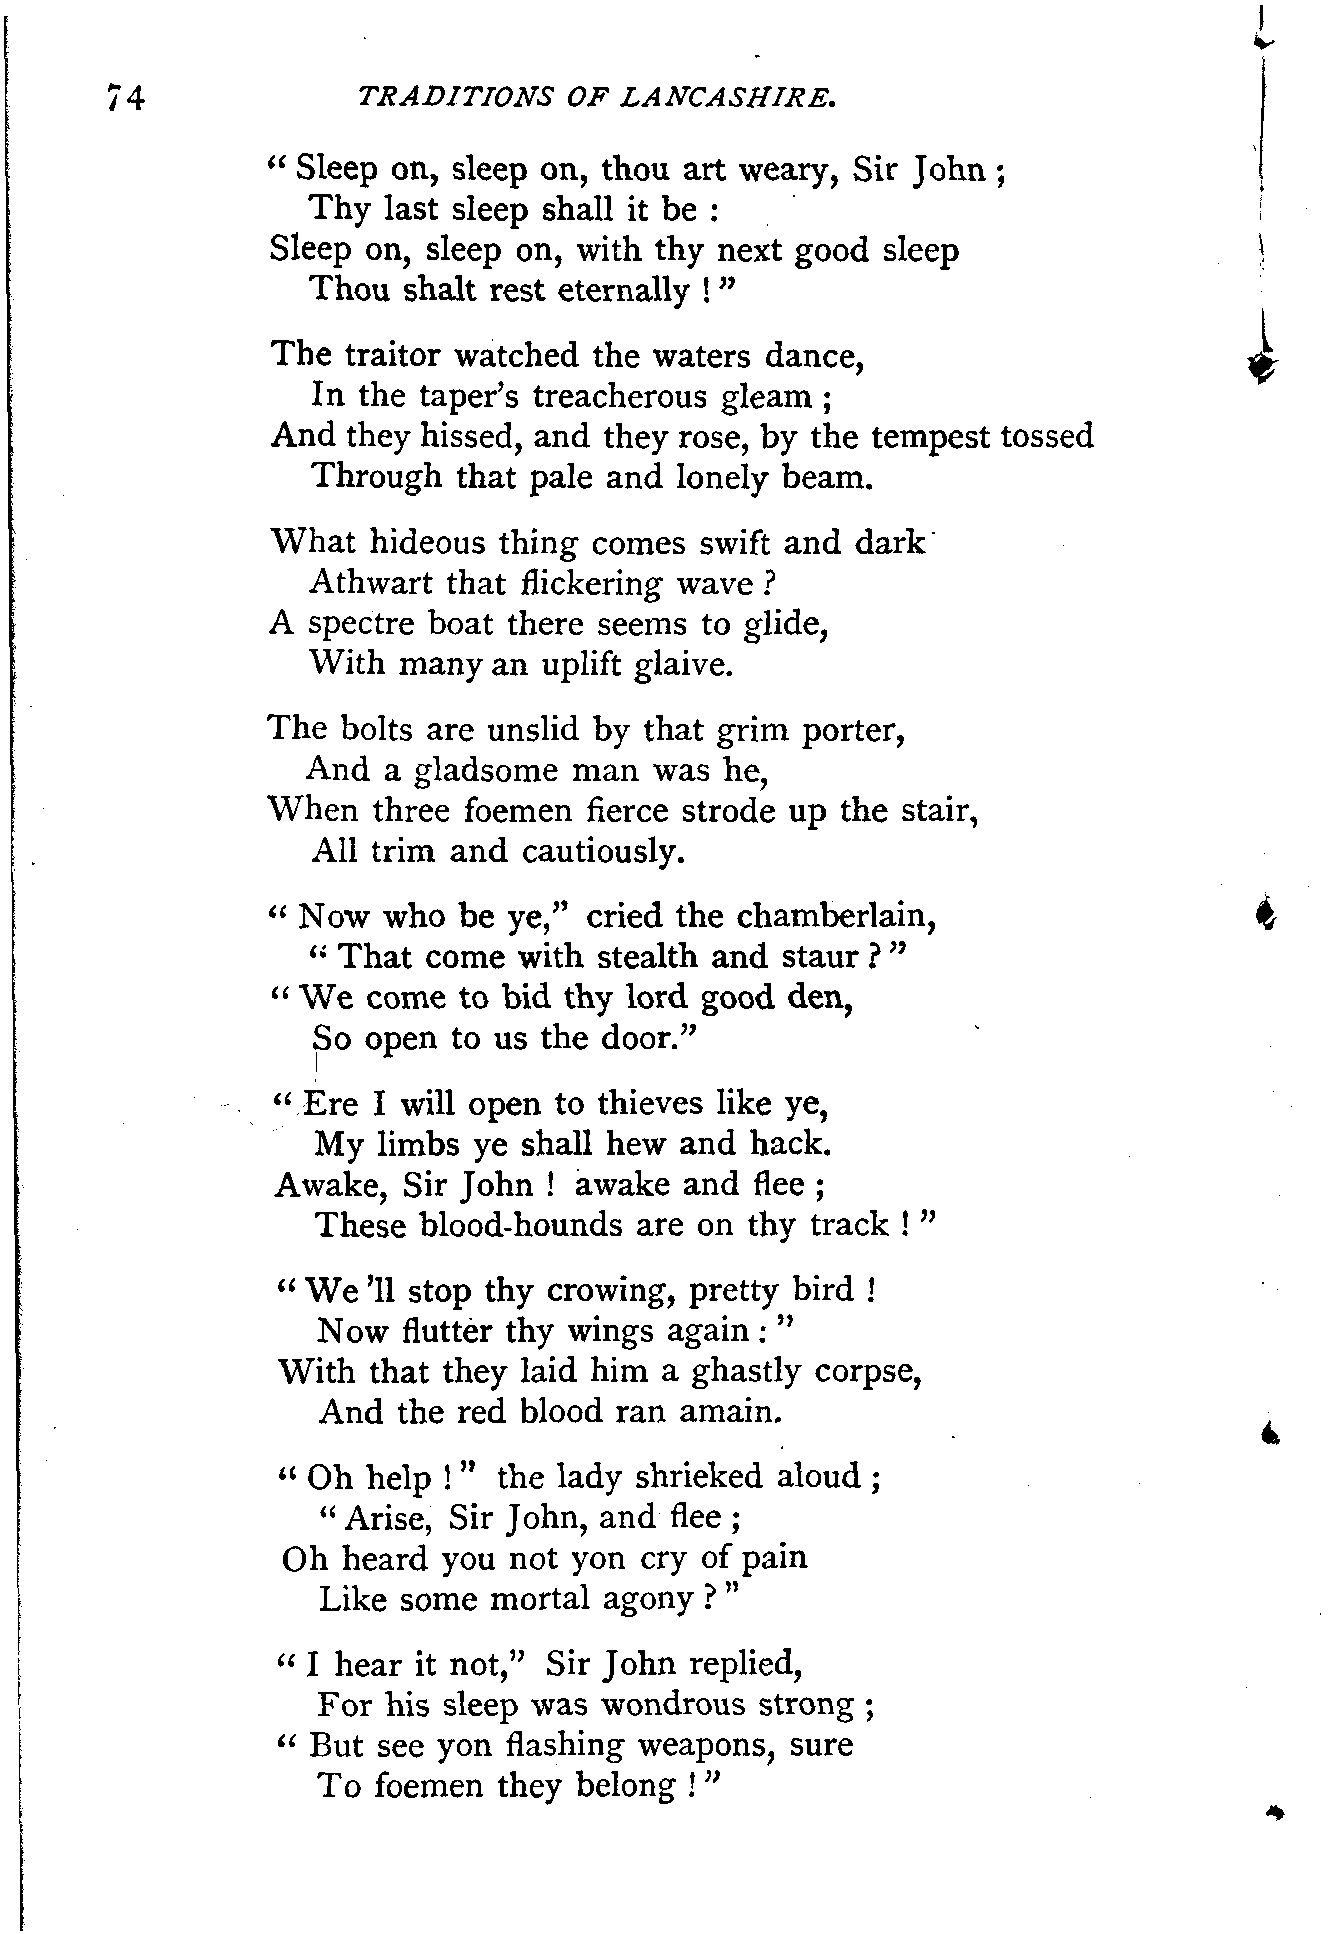 74 TRADITIONS OF LANCASHIRE.
“ Sleep on, sleep on, thou art weary, Sir John ;
Thy last sleep shall it be :
Sleep on, sleep on, with thy next good sleep
Thou shalt rest eternally ! ”
The traitor watched the waters dance,
In the taper’s treacherous gleam ;
And they hissed, and they rose, by the tempest tossed
Through that pale and lonely beam.
What hideous thing comes swift and dark
Athwart that flickering wave ?
A spectre boat there seems to glide,
With many an uplift glaive.
The bolts are unslid by that grim porter,
And a gladsome man was he,
When three foemen fierce strode up the stair,
All trim and cautiously.
“ Now who be ye,” cried the chamberlain,
“ That come with stealth and staur ? ”
“ We come to bid thy lord good den,
So open to us the door.”
“ Ere I will open to thieves like ye,
My limbs ye shall hew and hack.
Awake, Sir John ! awake and flee ;
These blood-hounds are on thy track ! ”
“ We ’ll stop thy crowing, pretty bird !
Now flutter thy wings again : ”
With that they laid him a ghastly corpse,
And the red blood ran amain.
“ Oh help ! ” the lady shrieked aloud ;
“ Arise, Sir John, and flee ;
Oh heard you not yon cry of pain
Like some mortal agony ? ”
“ I hear it not,” Sir John replied,
For his sleep was wondrous strong ;
“ But see yon flashing weapons, sure
To foemen they belong ! ”